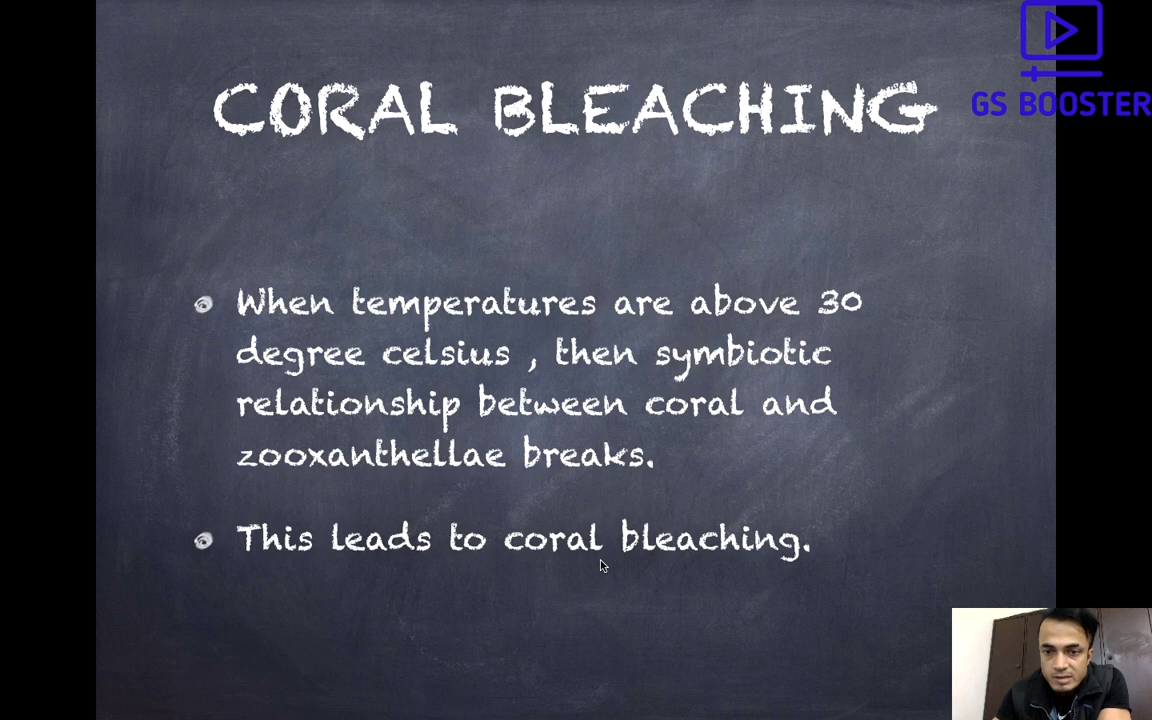 CORAL BLEACHING
GS BOOSTER
When temperatures are above 30
degree celsius , then symbiotic
relationship between coral and
zooxanthellae breaks.
This leads to coral bleaching.